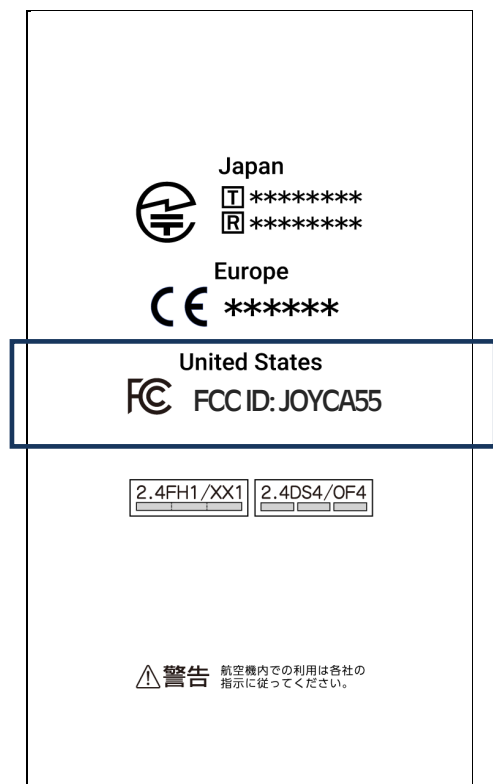 Japan
T ********
R ********
Europe
CE ******
United States
FC FCC ID: JOYCA55
2.4FH1/XX1 2.4DS4/OF4
警告 航空機内での利用は各社の
指示に従ってください。